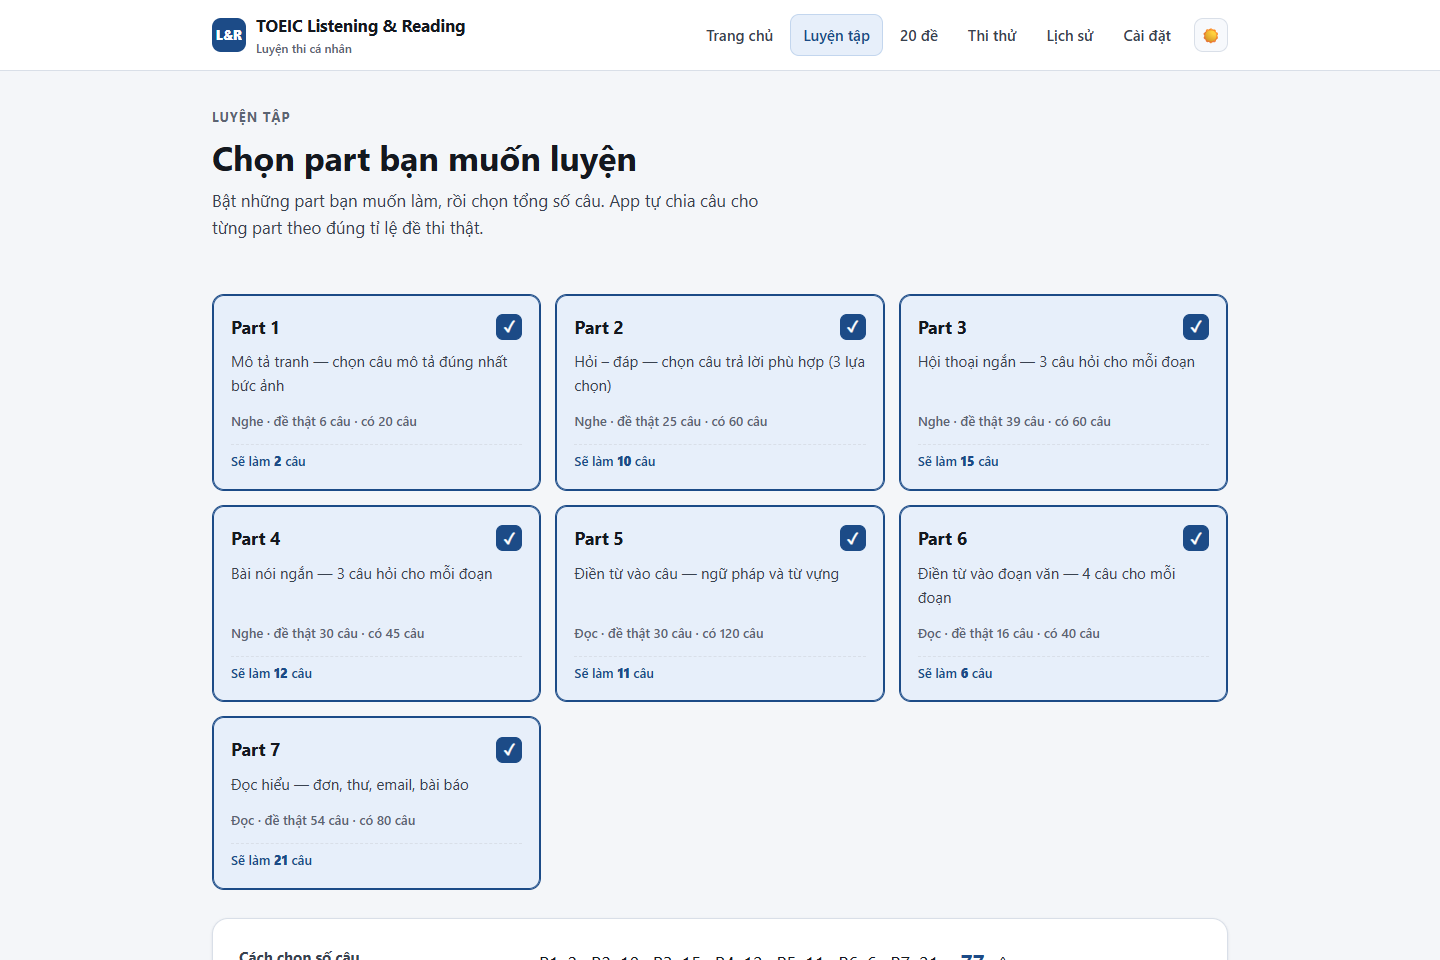 L&R
TOEIC Listening & Reading
Luyện thi cá nhân
Trang chủ
Luyện tập
20 đề
Thi thử
Lịch sử
Cài đặt
LUYỆN TẬP
Chọn part bạn muốn luyện
Bật những part bạn muốn làm, rồi chọn tổng số câu. App tự chia câu cho
từng part theo đúng tỉ lệ đề thi thật.
Part 1
Mô tả tranh — chọn câu mô tả đúng nhất
bức ảnh
Nghe · đề thật 6 câu · có 20 câu
Sẽ làm 2 câu
Part 2
Hỏi – đáp — chọn câu trả lời phù hợp (3 lựa
chọn)
Nghe · đề thật 25 câu · có 60 câu
Sẽ làm 10 câu
Part 3
Hội thoại ngắn — 3 câu hỏi cho mỗi đoạn
Nghe · đề thật 39 câu · có 60 câu
Sẽ làm 15 câu
Part 4
Bài nói ngắn — 3 câu hỏi cho mỗi đoạn
Nghe · đề thật 30 câu · có 45 câu
Sẽ làm 12 câu
Part 5
Điền từ vào câu — ngữ pháp và từ vựng
Đọc · đề thật 30 câu · có 120 câu
Sẽ làm 11 câu
Part 6
Điền từ vào đoạn văn — 4 câu cho mỗi
đoạn
Đọc · đề thật 16 câu · có 40 câu
Sẽ làm 6 câu
Part 7
Đọc hiểu — đơn, thư, email, bài báo
Đọc · đề thật 54 câu · có 80 câu
Sẽ làm 21 câu
Cách chọn số câu